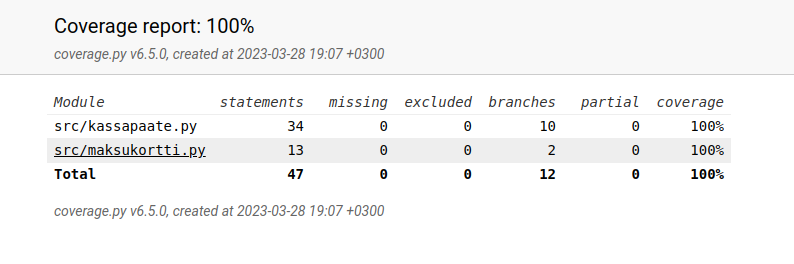 Coverage report: 100%
coverage.py v6.5.0, created at 2023-03-28 19:07 +0300
Module statements missing excluded branches partial coverage
src/kassapaate.py 34 0 0 10 0 100%
src/maksukortti.py 13 0 0 2 0 100%
Total 47 0 0 12 0 100%
coverage.py v6.5.0, created at 2023-03-28 19:07 +0300